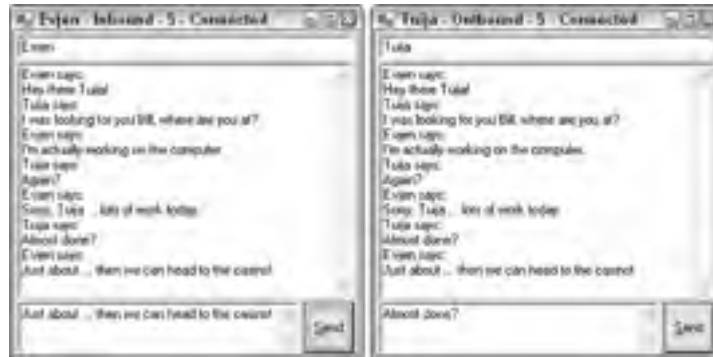 Evjen - Inbound - 5 - Connected
Evjen
Evjen says:
Hey there Tuija!
Tuija says:
I was looking for you Bill, where are you at?
Evjen says:
I'm actually working on the computer.
Tuija says:
Again?
Evjen says:
Sorry, Tuija ... lots of work today.
Tuija says:
Almost done?
Evjen says:
Just about ... then we can head to the casino!
Just about ... then we can head to the casino!
Send
Tuija - Outbound - 5 - Connected
Tuija
Evjen says:
Hey there Tuija!
Tuija says:
I was looking for you Bill, where are you at?
Evjen says:
I'm actually working on the computer.
Tuija says:
Again?
Evjen says:
Sorry, Tuija ... lots of work today.
Tuija says:
Almost done?
Evjen says:
Just about ... then we can head to the casino!
Almost done?
Send